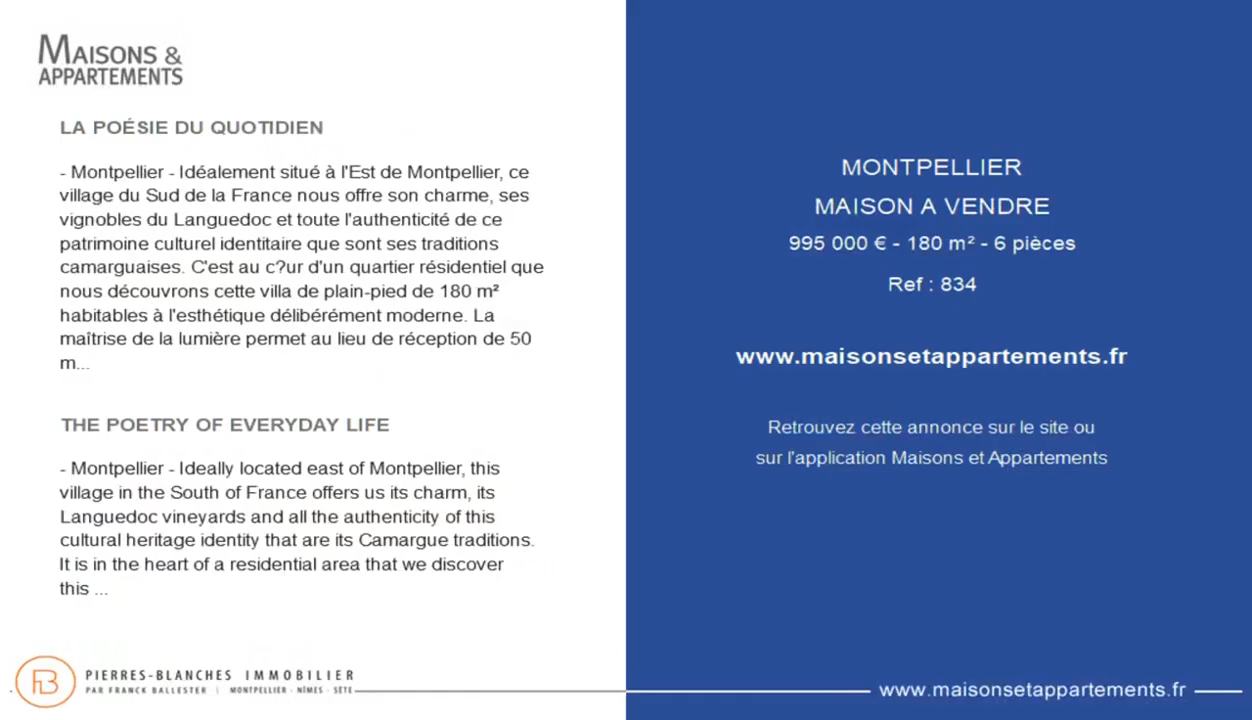 MAISONS &
APPARTEMENTS
LA POÉSIE DU QUOTIDIEN
- Montpellier - Idéalement situé à l'Est de Montpellier, ce
village du Sud de la France nous offre son charme, ses
vignobles du Languedoc et toute l'authenticité de ce
patrimoine culturel identitaire que sont ses traditions
camarguaises. C'est au c?ur d'un quartier résidentiel que
nous découvrons cette villa de plain-pied de 180 m²
habitables à l'esthétique délibérément moderne. La
maîtrise de la lumière permet au lieu de réception de 50
m...
THE POETRY OF EVERYDAY LIFE
- Montpellier - Ideally located east of Montpellier, this
village in the South of France offers us its charm, its
Languedoc vineyards and all the authenticity of this
cultural heritage identity that are its Camargue traditions.
It is in the heart of a residential area that we discover
this ...
PIERRES-BLANCHES IMMOBILIER
PAR FRANCK BALLESTER | MONTPELLIER - NÎMES - SÈTE
MONTPELLIER
MAISON A VENDRE
995 000 € - 180 m² - 6 pièces
Ref : 834
www.maisonsetappartements.fr
Retrouvez cette annonce sur le site ou
sur l'application Maisons et Appartements
www.maisonsetappartements.fr